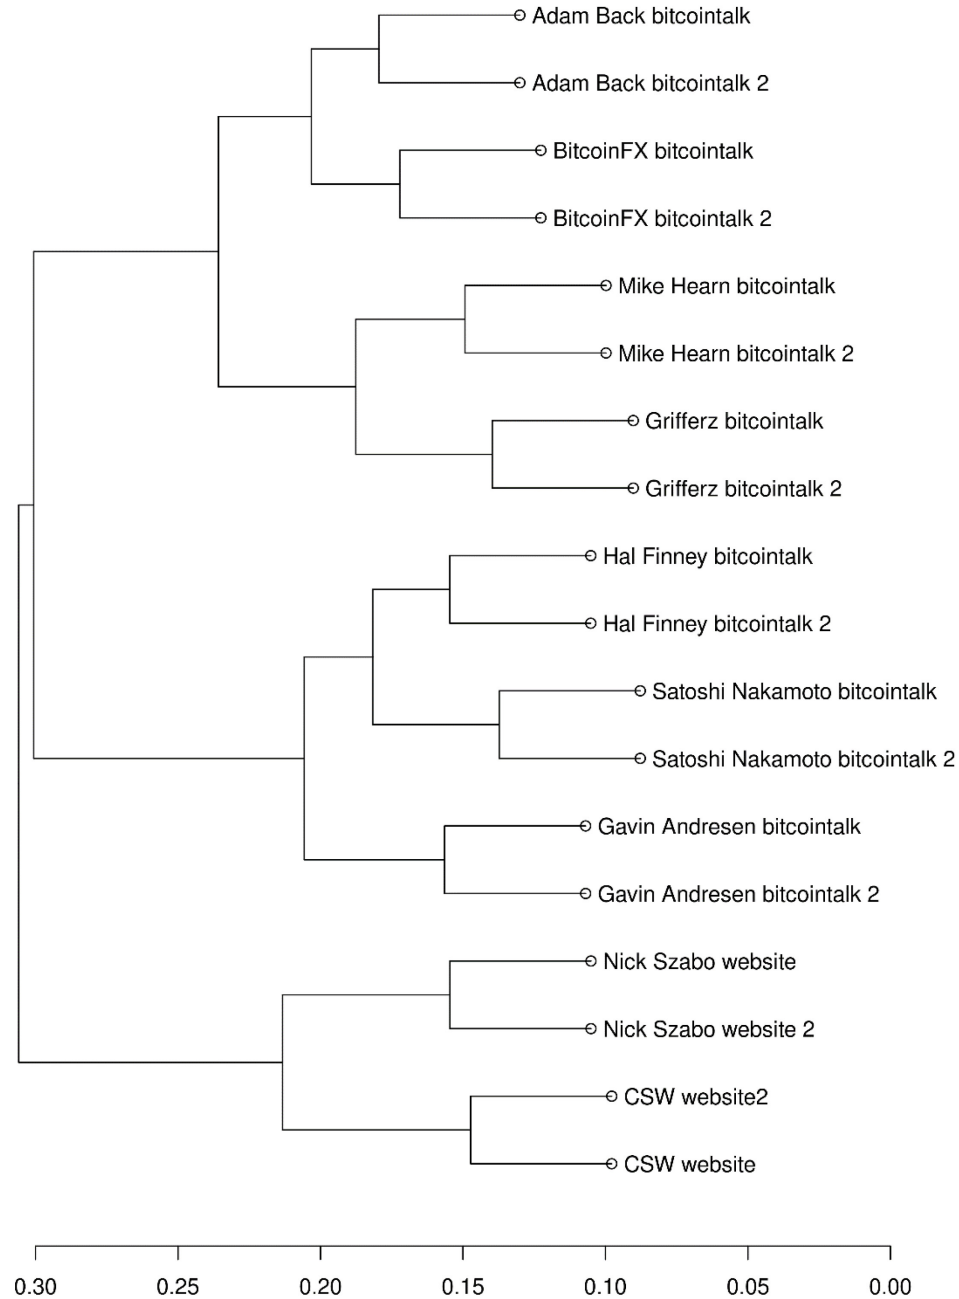 Adam Back bitcointalk
Adam Back bitcointalk 2
BitcoinFX bitcointalk
BitcoinFX bitcointalk 2
Mike Hearn bitcointalk
Mike Hearn bitcointalk 2
Grifferz bitcointalk
Grifferz bitcointalk 2
Hal Finney bitcointalk
Hal Finney bitcointalk 2
Satoshi Nakamoto bitcointalk
Satoshi Nakamoto bitcointalk 2
Gavin Andresen bitcointalk
Gavin Andresen bitcointalk 2
Nick Szabo website
Nick Szabo website 2
CSW website2
CSW website
0.30 0.25 0.20 0.15 0.10 0.05 0.00